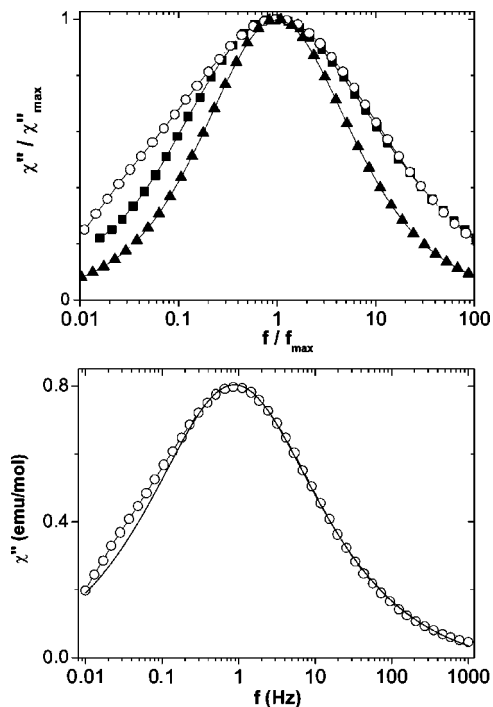 1
χ'' / χ''max
0
0.01 0.1 1 10 100
f / fmax
0.8
0.4
0.0
χ'' (emu/mol)
0.01 0.1 1 10 100 1000
f (Hz)